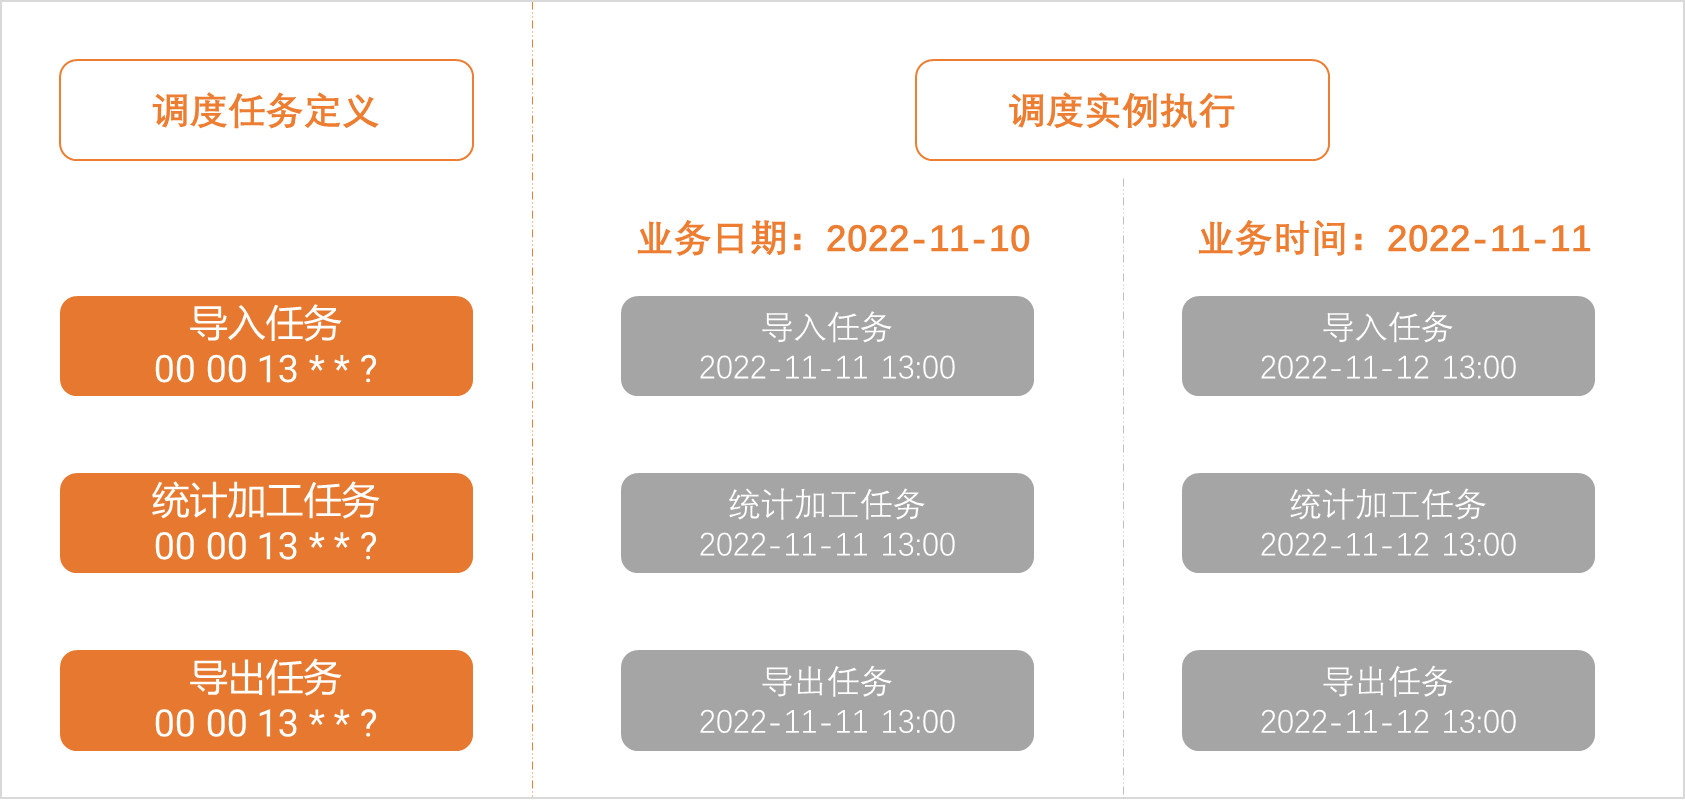 调度任务定义
调度实例执行
业务日期：2022-11-10
业务时间：2022-11-11
导入任务
00 00 13 * * ?
导入任务
2022-11-11 13:00
导入任务
2022-11-12 13:00
统计加工任务
00 00 13 * * ?
统计加工任务
2022-11-11 13:00
统计加工任务
2022-11-12 13:00
导出任务
00 00 13 * * ?
导出任务
2022-11-11 13:00
导出任务
2022-11-12 13:00